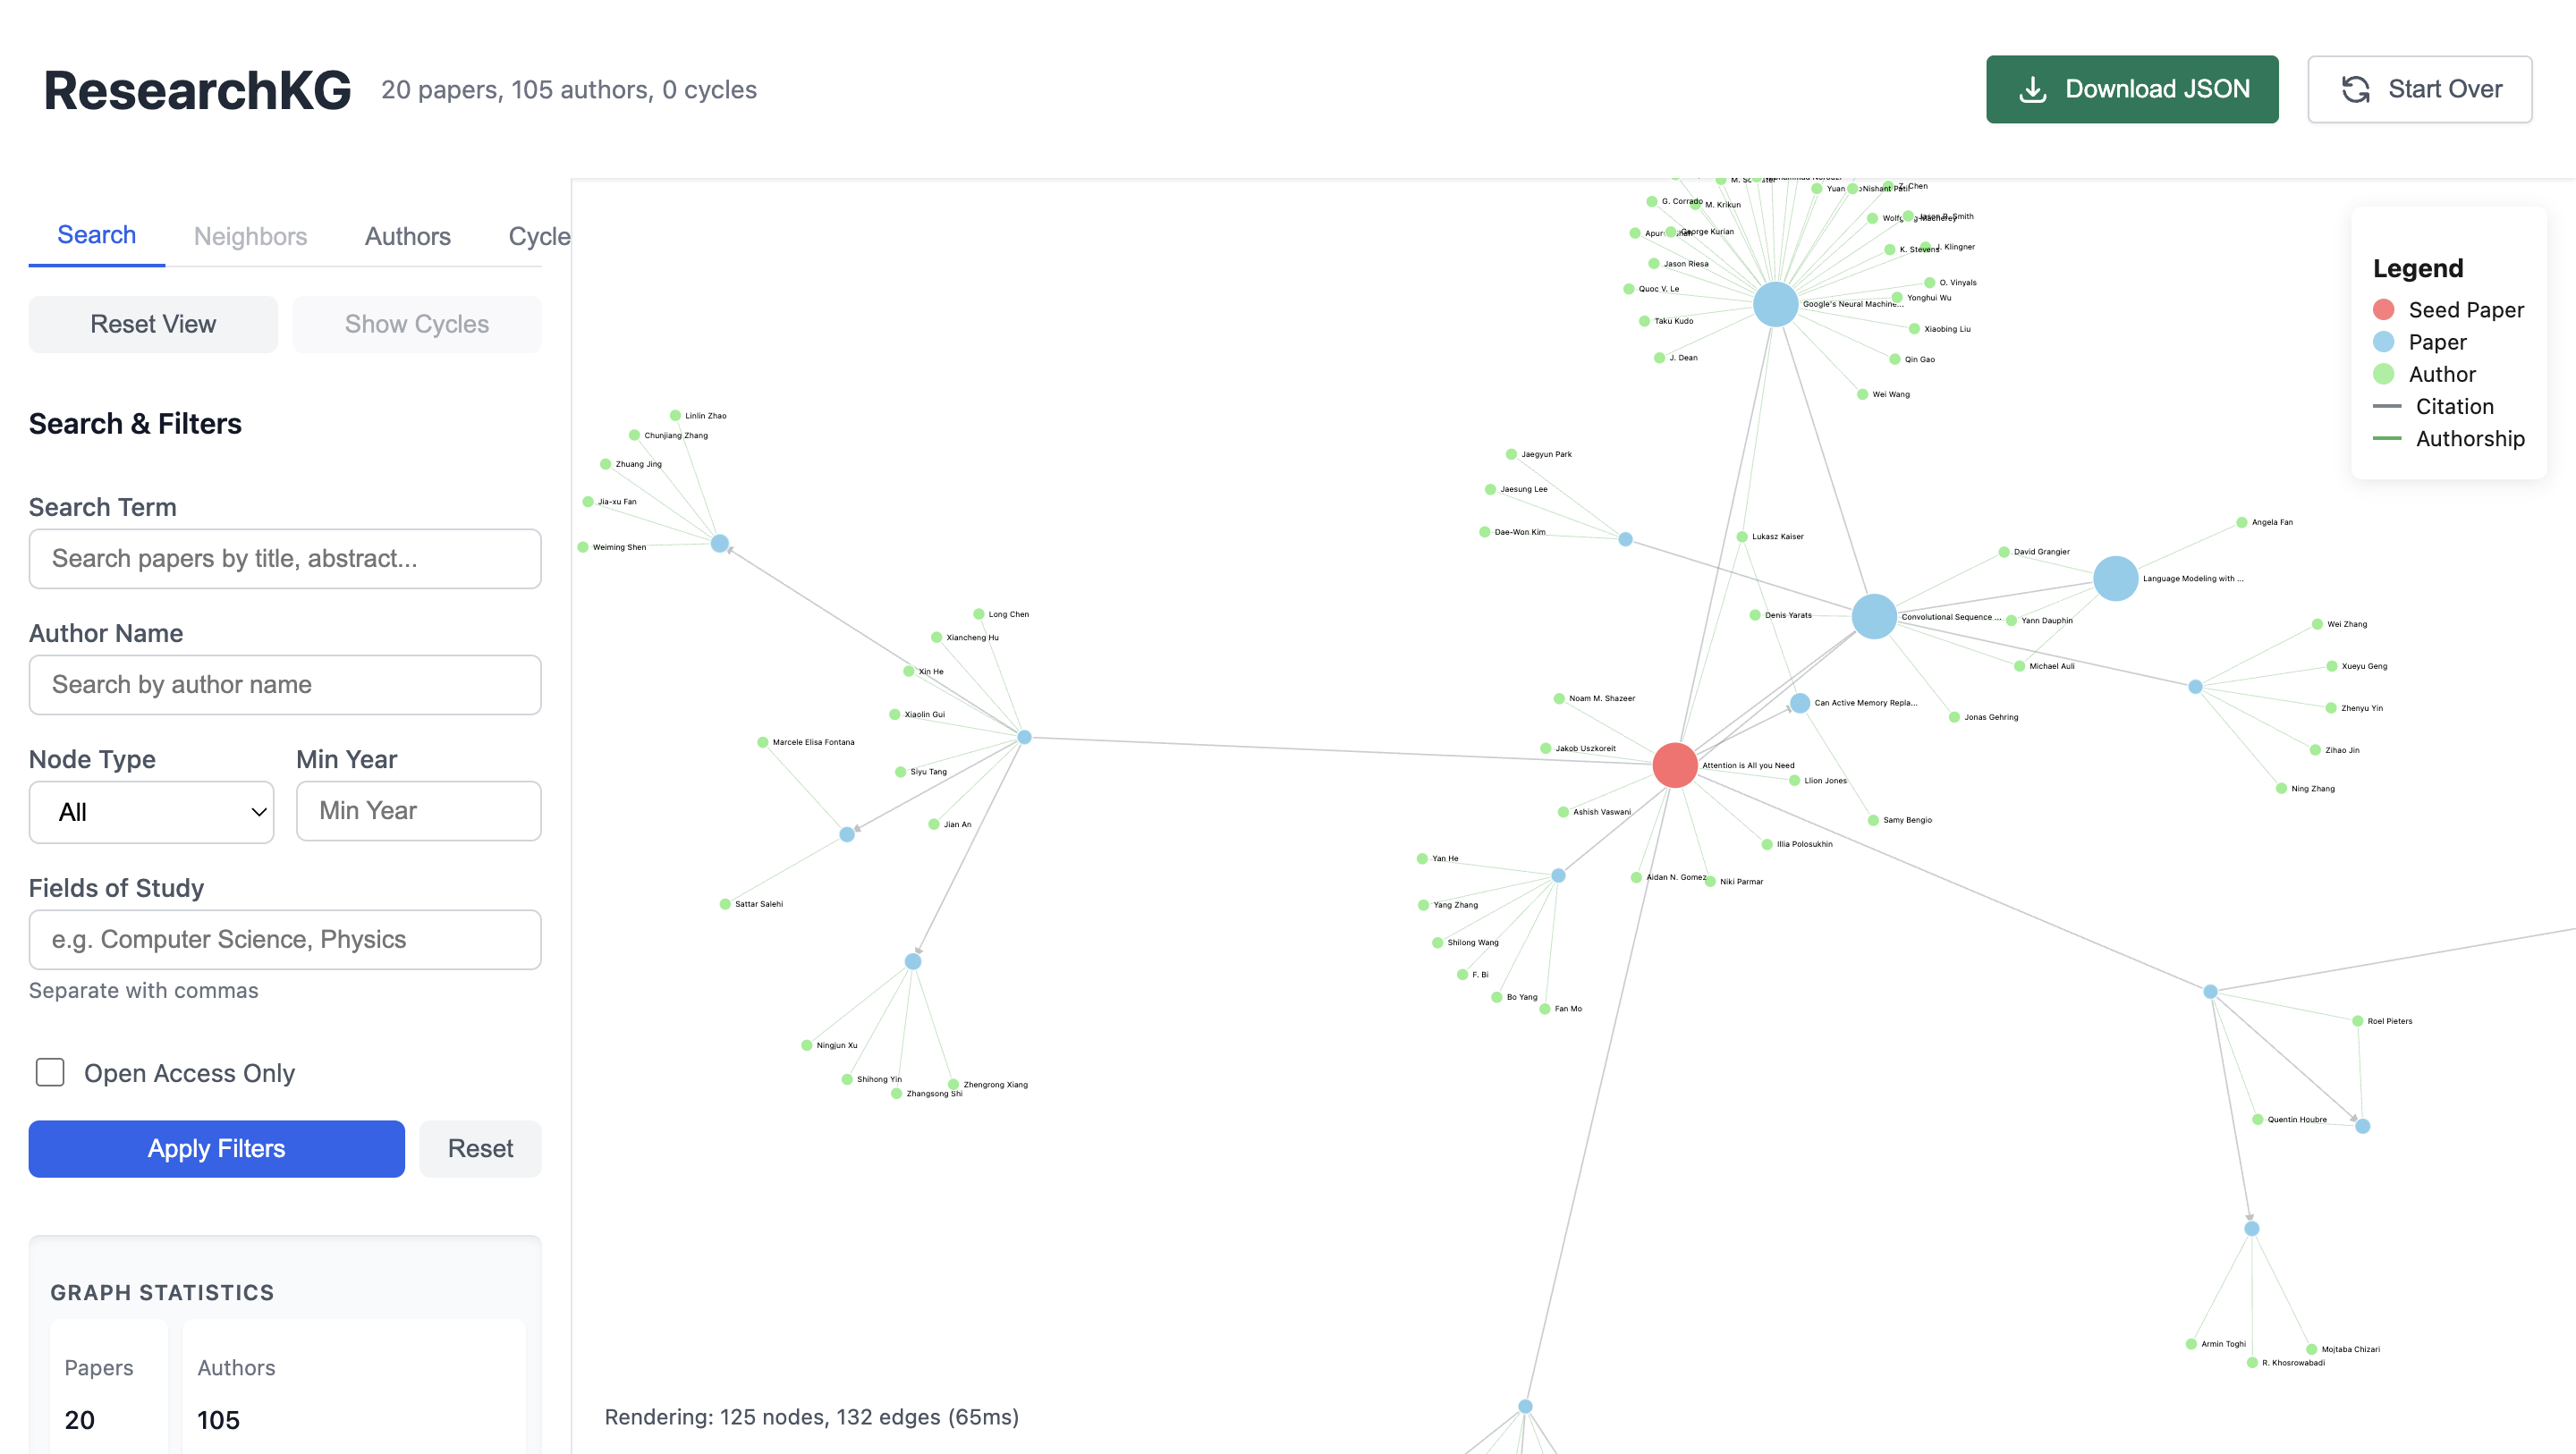 ResearchKG
20 papers, 105 authors, 0 cycles
Download JSON
Start Over
Search
Neighbors
Authors
Cycle
Reset View
Show Cycles
Search & Filters
Search Term
Search papers by title, abstract...
Author Name
Search by author name
Node Type
Min Year
All
Min Year
Fields of Study
e.g. Computer Science, Physics
Separate with commas
Open Access Only
Apply Filters
Reset
GRAPH STATISTICS
Papers
20
Authors
105
Legend
Seed Paper
Paper
Author
Citation
Authorship
Z. Chen
Yuan
Nishant Patil
G. Corrado
M. Krikun
Jason R. Smith
George Kurian
K. Stevens
J. Klingner
Jason Riesa
O. Vinyals
Quoc V. Le
Yonghui Wu
Google's Neural Machine...
Taku Kudo
Xiaobing Liu
J. Dean
Qin Gao
Wei Wang
Linlin Zhao
Chunjiang Zhang
Zhuang Jing
Jia-xu Fan
Weiming Shen
Jaegyun Park
Jaesung Lee
Dae-Won Kim
Lukasz Kaiser
Angela Fan
David Grangier
Language Modeling with ...
Denis Yarats
Convolutional Sequence ...
Yann Dauphin
Michael Auli
Wei Zhang
Xueyu Geng
Zhenyu Yin
Zihao Jin
Ning Zhang
Long Chen
Xiancheng Hu
Xin He
Xiaolin Gui
Marcele Elisa Fontana
Siyu Tang
Jian An
Sattar Salehi
Noam M. Shazeer
Can Active Memory Repla...
Jonas Gehring
Jakob Uszkoreit
Attention is All you Need
Llion Jones
Ashish Vaswani
Samy Bengio
Illia Polosukhin
Yan He
Aidan N. Gomez
Niki Parmar
Yang Zhang
Shilong Wang
F. Bi
Bo Yang
Fan Mo
Ningjun Xu
Shihong Yin
Zhangsong Shi
Zhengrong Xiang
Roel Pieters
Quentin Houbre
Armin Toghi
R. Khosrowabadi
Mojtaba Chizari
Rendering: 125 nodes, 132 edges (65ms)